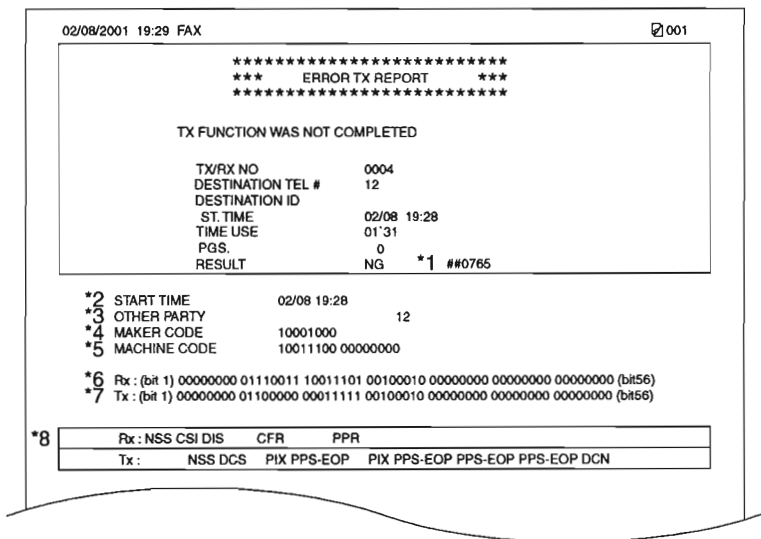 02/08/2001 19:29 FAX 001
**************************
*** ERROR TX REPORT ***
**************************
TX FUNCTION WAS NOT COMPLETED
TX/RX NO 0004
DESTINATION TEL # 12
DESTINATION ID
ST. TIME 02/08 19:28
TIME USE 01'31
PGS. 0
RESULT NG *1 ##0765
*2 START TIME 02/08 19:28
*3 OTHER PARTY 12
*4 MAKER CODE 10001000
*5 MACHINE CODE 10011100 00000000
*6 Rx : (bit 1) 00000000 01110011 10011101 00100010 00000000 00000000 00000000 (bit56)
*7 Tx : (bit 1) 00000000 01100000 00011111 00100010 00000000 00000000 00000000 (bit56)
*8 Rx : NSS CSI DIS CFR PPR
Tx : NSS DCS PIX PPS-EOP PIX PPS-EOP PPS-EOP PPS-EOP DCN